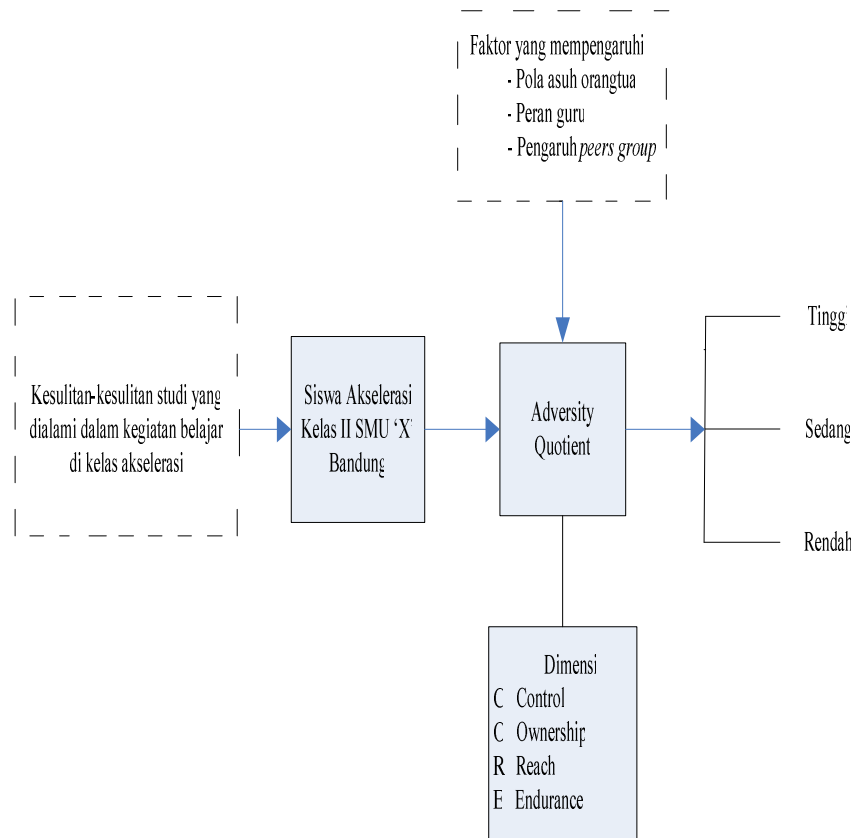 Faktor yang mempengaruhi
- Pola asuh orangtua
- Peran guru
- Pengaruh peers group
Kesulitan-kesulitan studi yang
dialami dalam kegiatan belajar
di kelas akselerasi
Siswa Akselerasi
Kelas II SMU ‘X’
Bandung
Adversity
Quotient
Tinggi
Sedang
Rendah
Dimensi
C Control
O Ownership
R Reach
E Endurance